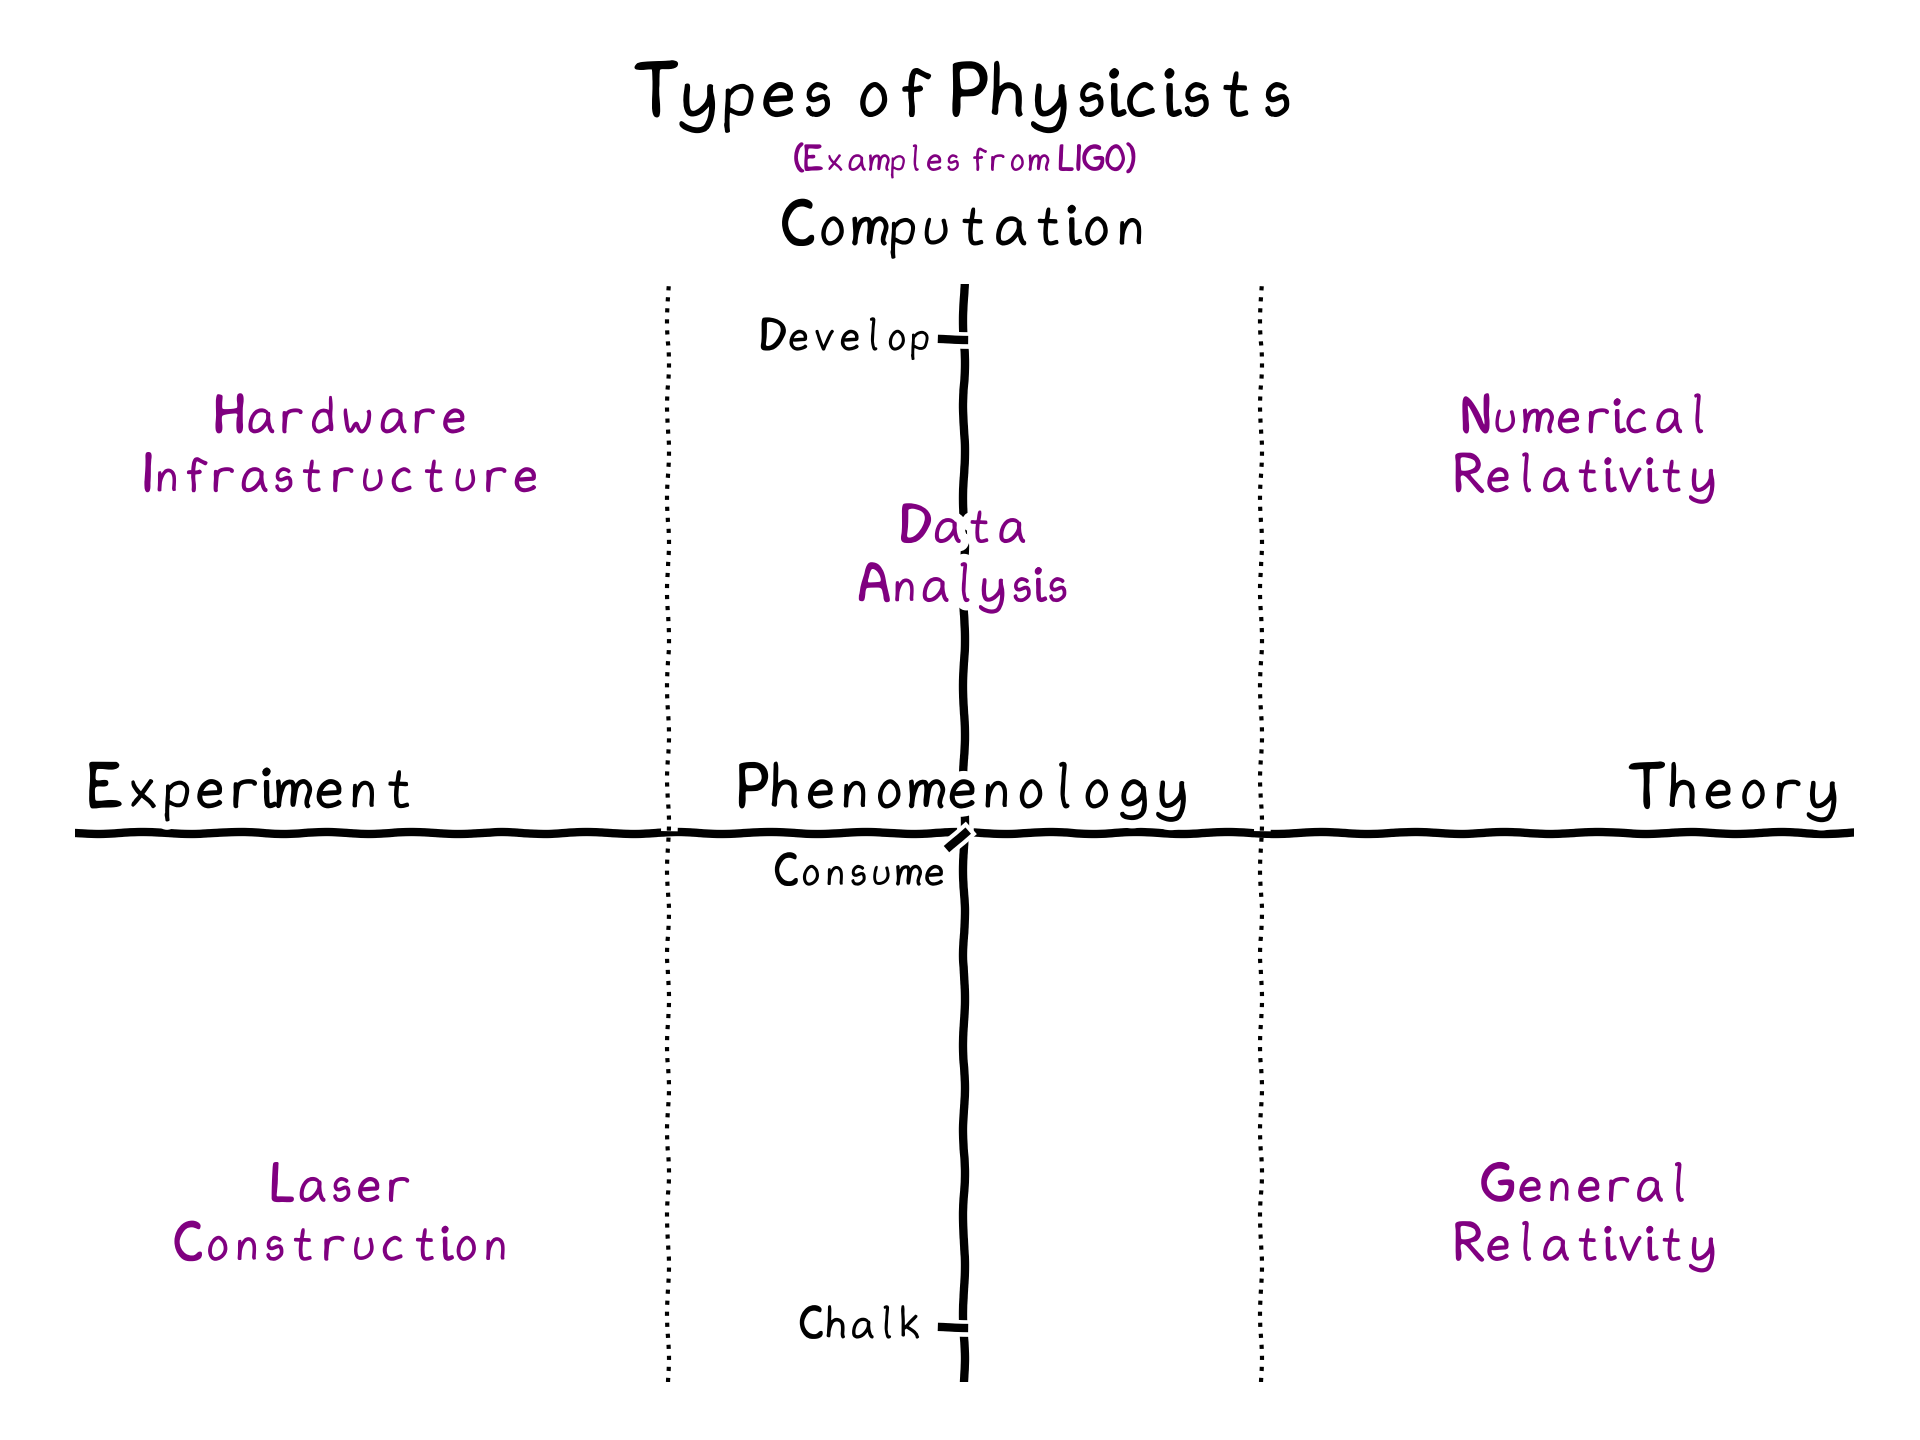 Types of Physicists
(Examples from LIGO)
Computation
Develop
Hardware
Infrastructure
Numerical
Relativity
Data
Analysis
Experiment
Phenomenology
Theory
Consume
Laser
Construction
General
Relativity
Chalk